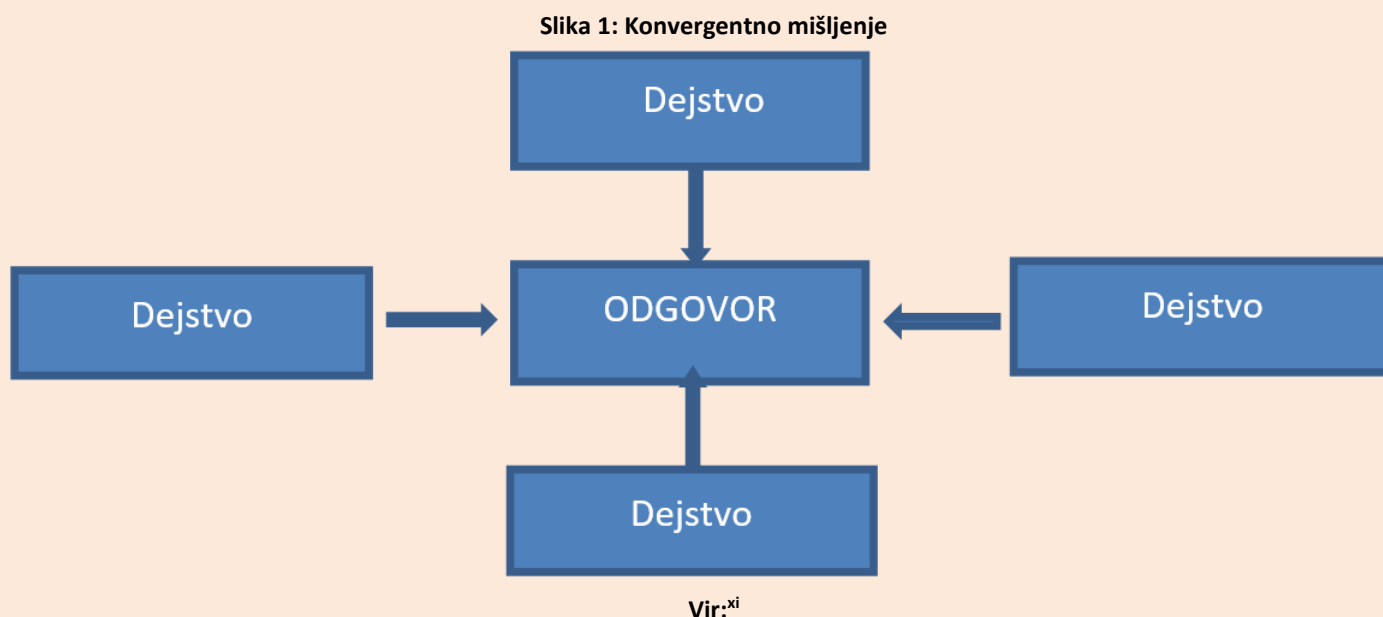 Slika 1: Konvergentno mišljenje
Dejstvo
Dejstvo
ODGOVOR
Dejstvo
Dejstvo
Vir:xi